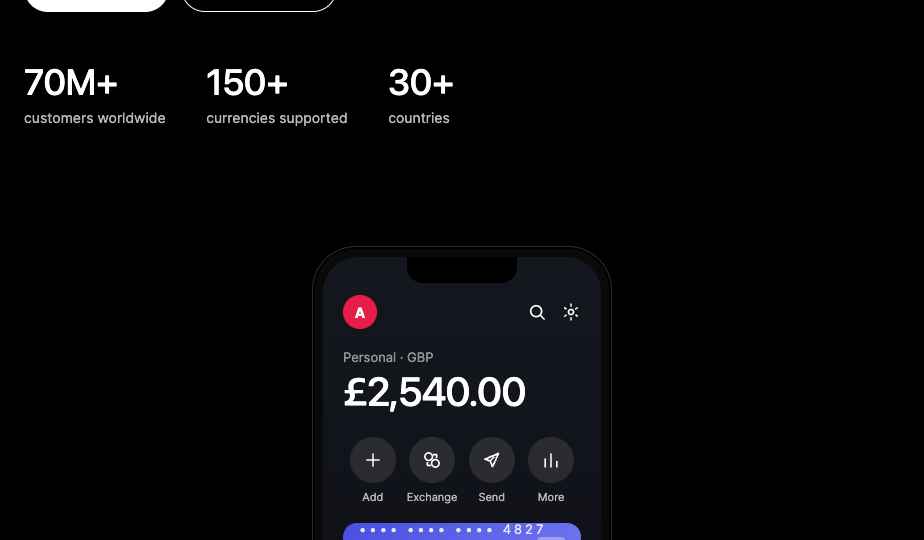 70M+ 150+ 30+
customers worldwide currencies supported countries
A
Personal · GBP
£2,540.00
Add Exchange Send More
•••• •••• •••• 4827